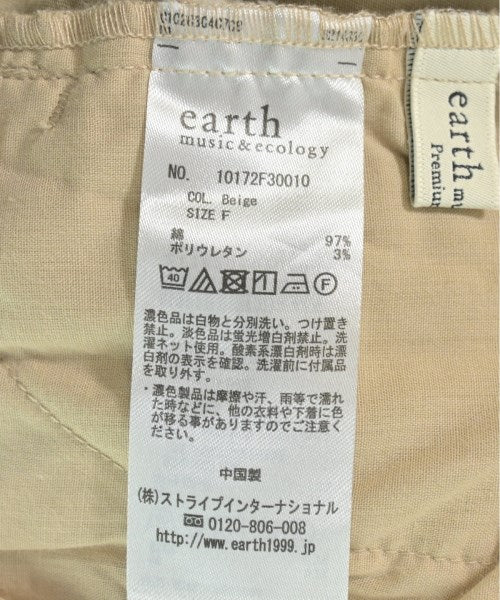 earth
music&ecology
NO. 10172F30010
COL. Beige
SIZE F
綿 97%
ポリウレタン 3%
40 F
濃色品は白物と分別洗い。つけ置き
禁止。淡色品は蛍光増白剤禁止。洗
濯ネット使用。酸素系漂白剤時は漂
白剤の表示を確認。洗濯前に付属品
を取り外す。
・濃色製品は摩擦や汗、雨等で濡れ
た時などに、他の衣料や下着に色
が移る事がありますのでご注意く
ださい。
中国製
(株)ストライプインターナショナル
0120-806-008
http://www.earth1999.jp
earth
mu
Premium